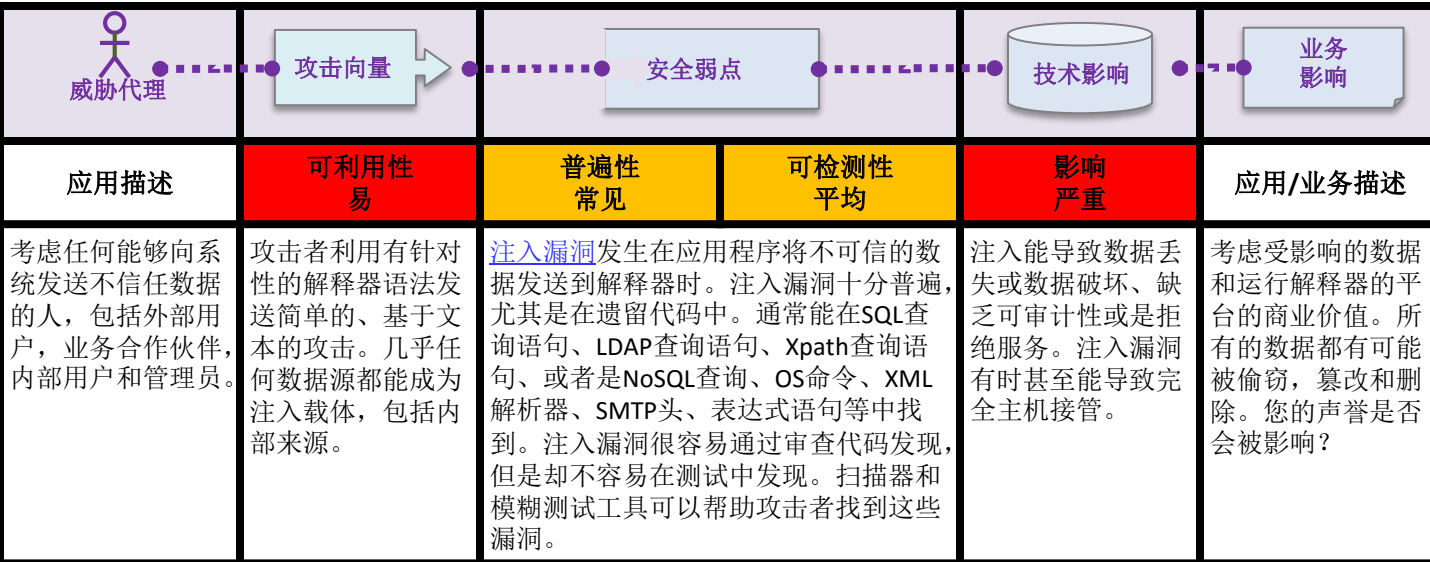 威胁代理
攻击向量
安全弱点
技术影响
业务
影响
应用描述
可利用性
易
普遍性
常见
可检测性
平均
影响
严重
应用/业务描述
考虑任何能够向系
统发送不信任数据
的人，包括外部用
户，业务合作伙伴，
内部用户和管理员。
攻击者利用有针对
性的解释器语法发
送简单的、基于文
本的攻击。几乎任
何数据源都能成为
注入载体，包括内
部来源。
注入漏洞发生在应用程序将不可信的数
据发送到解释器时。注入漏洞十分普遍，
尤其是在遗留代码中。通常能在SQL查
询语句、LDAP查询语句、Xpath查询语
句、或者是NoSQL查询、OS命令、XML
解析器、SMTP头、表达式语句等中找
到。注入漏洞很容易通过审查代码发现，
但是却不容易在测试中发现。扫描器和
模糊测试工具可以帮助攻击者找到这些
漏洞。
注入能导致数据丢
失或数据破坏、缺
乏可审计性或是拒
绝服务。注入漏洞
有时甚至能导致完
全主机接管。
考虑受影响的数据
和运行解释器的平
台的商业价值。所
有的数据都有可能
被偷窃，篡改和删
除。您的声誉是否
会被影响？